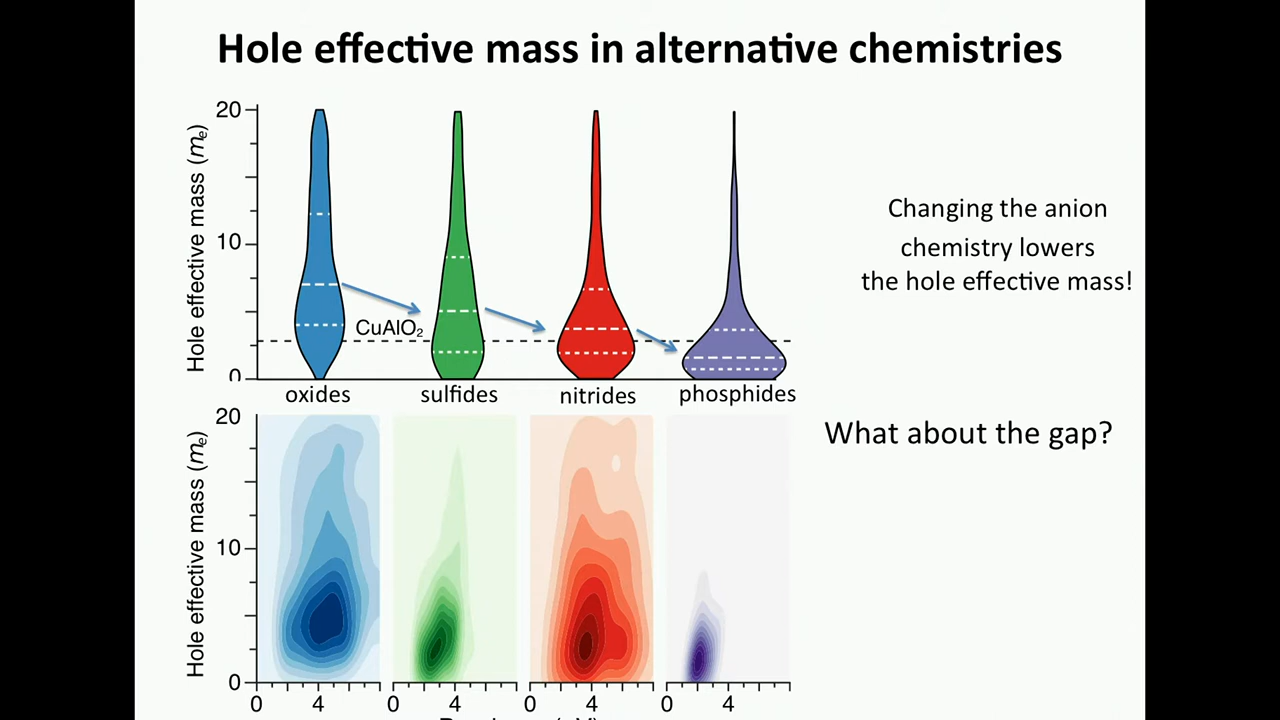 Hole effective mass in alternative chemistries
Hole effective mass (me)
20
10
0
CuAlO2
oxides
sulfides
nitrides
phosphides
Changing the anion
chemistry lowers
the hole effective mass!
What about the gap?
Hole effective mass (me)
20
10
0
0 4 0 4 0 4 0 4